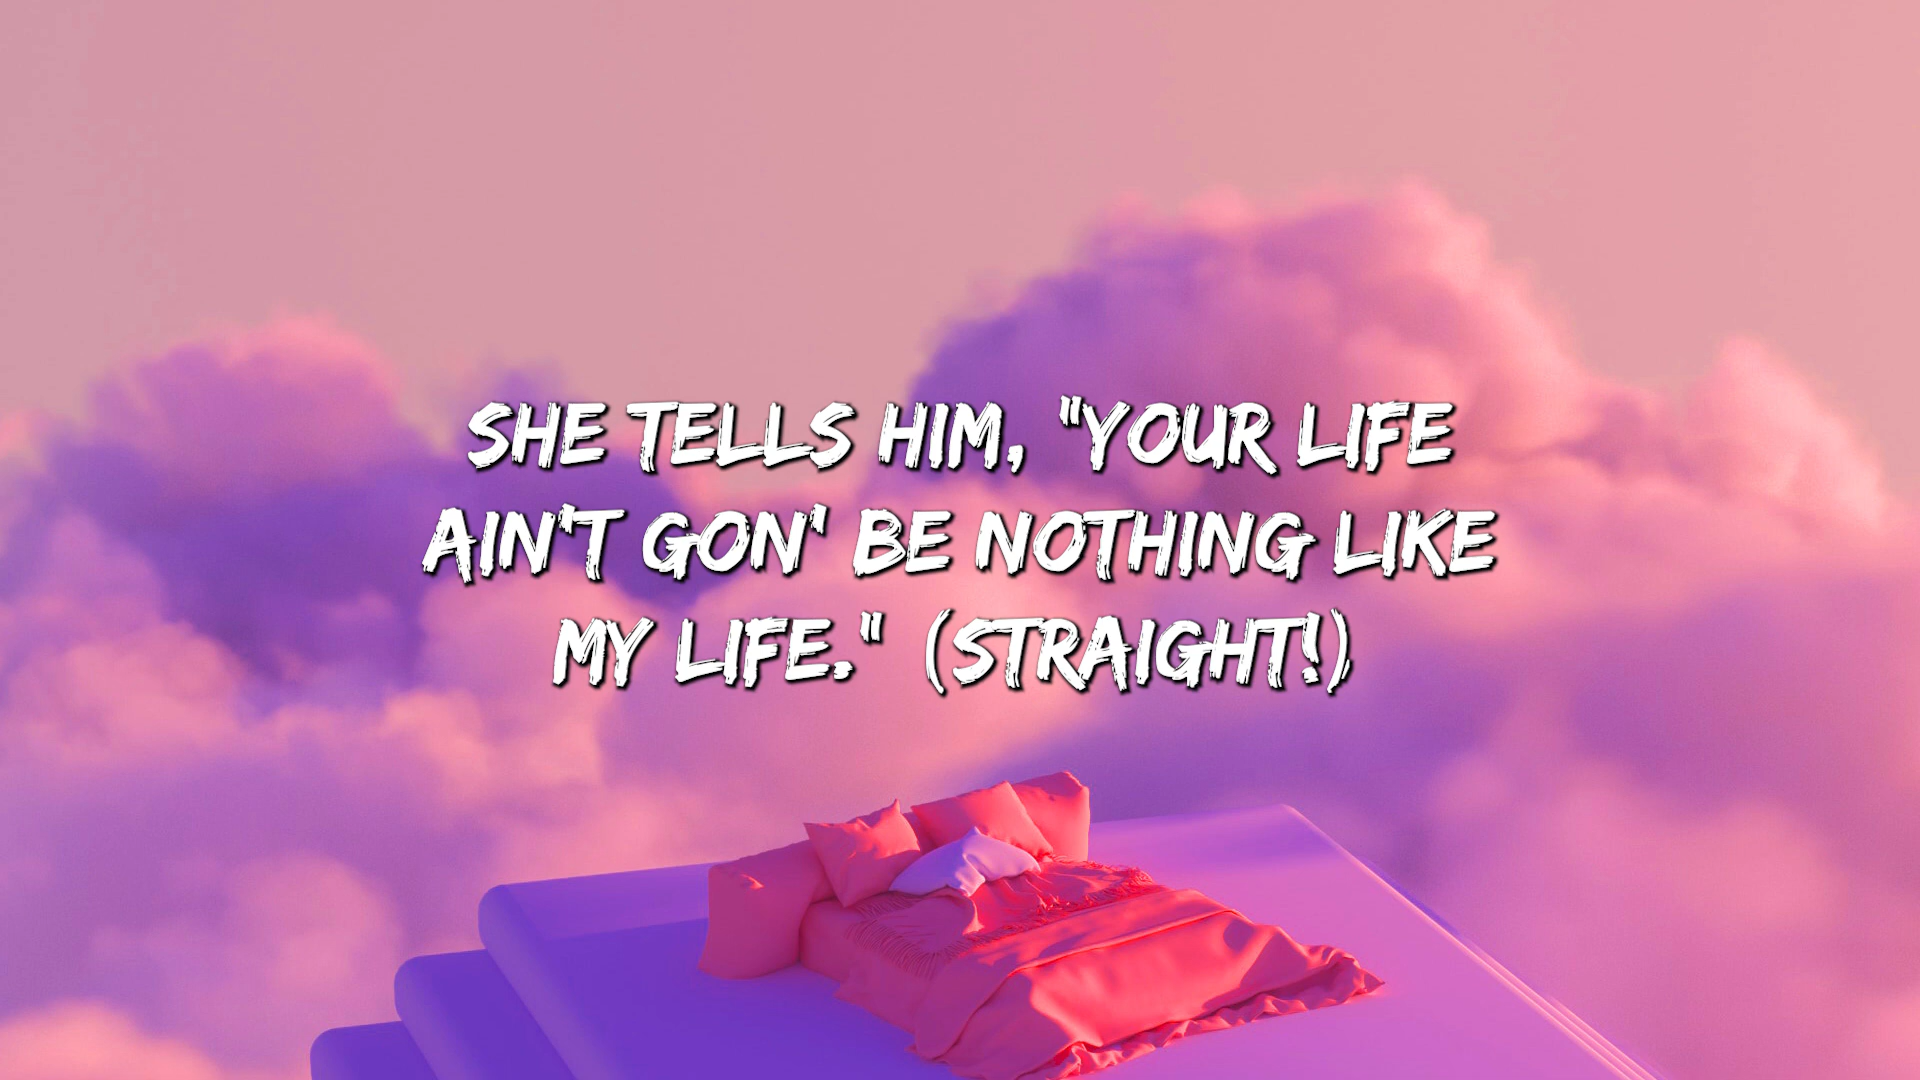 SHE TELLS HIM, "YOUR LIFE
AIN'T GON' BE NOTHING LIKE
MY LIFE." (STRAIGHT!)